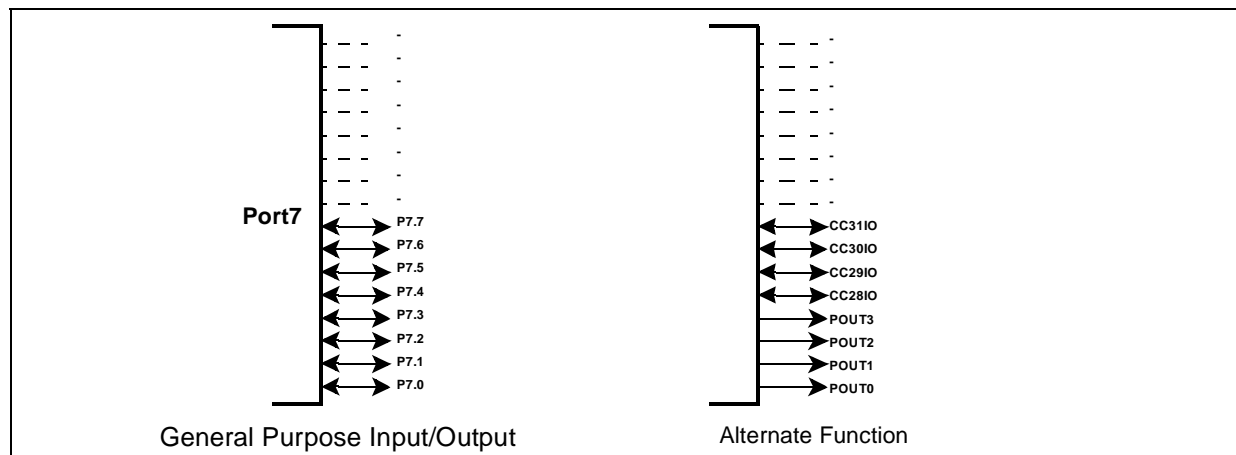 -
-
-
-
-
-
-
-
Port7
P7.7
P7.6
P7.5
P7.4
P7.3
P7.2
P7.1
P7.0
General Purpose Input/Output
-
-
-
-
-
-
-
-
CC31IO
CC30IO
CC29IO
CC28IO
POUT3
POUT2
POUT1
POUT0
Alternate Function